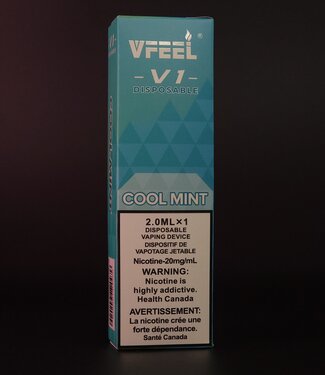 VFEEL®
- V1 -
DISPOSABLE
COOL MINT
2.0ML×1
DISPOSABLE
VAPING DEVICE
DISPOSITIF DE
VAPOTAGE JETABLE
Nicotine-20mg/mL
WARNING:
Nicotine is
highly addictive.
Health Canada
AVERTISSEMENT:
La nicotine crée une
forte dépendance.
Santé Canada